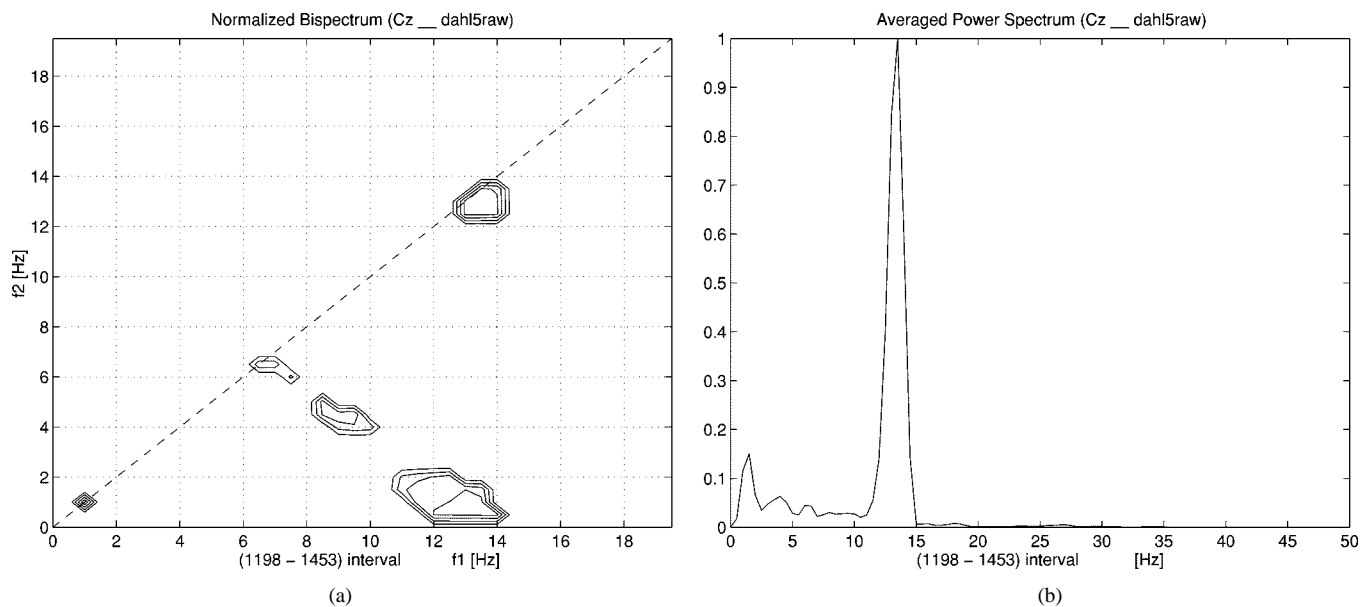 Normalized Bispectrum (Cz __ dahl5raw)
18
16
14
12
10
8
6
4
2
0
f2 [Hz]
0 2 4 6 8 10 12 14 16 18
(1198 – 1453) interval f1 [Hz]
(a)
Averaged Power Spectrum (Cz __ dahl5raw)
1
0.9
0.8
0.7
0.6
0.5
0.4
0.3
0.2
0.1
0
0 5 10 15 20 25 30 35 40 45 50
(1198 – 1453) interval [Hz]
(b)